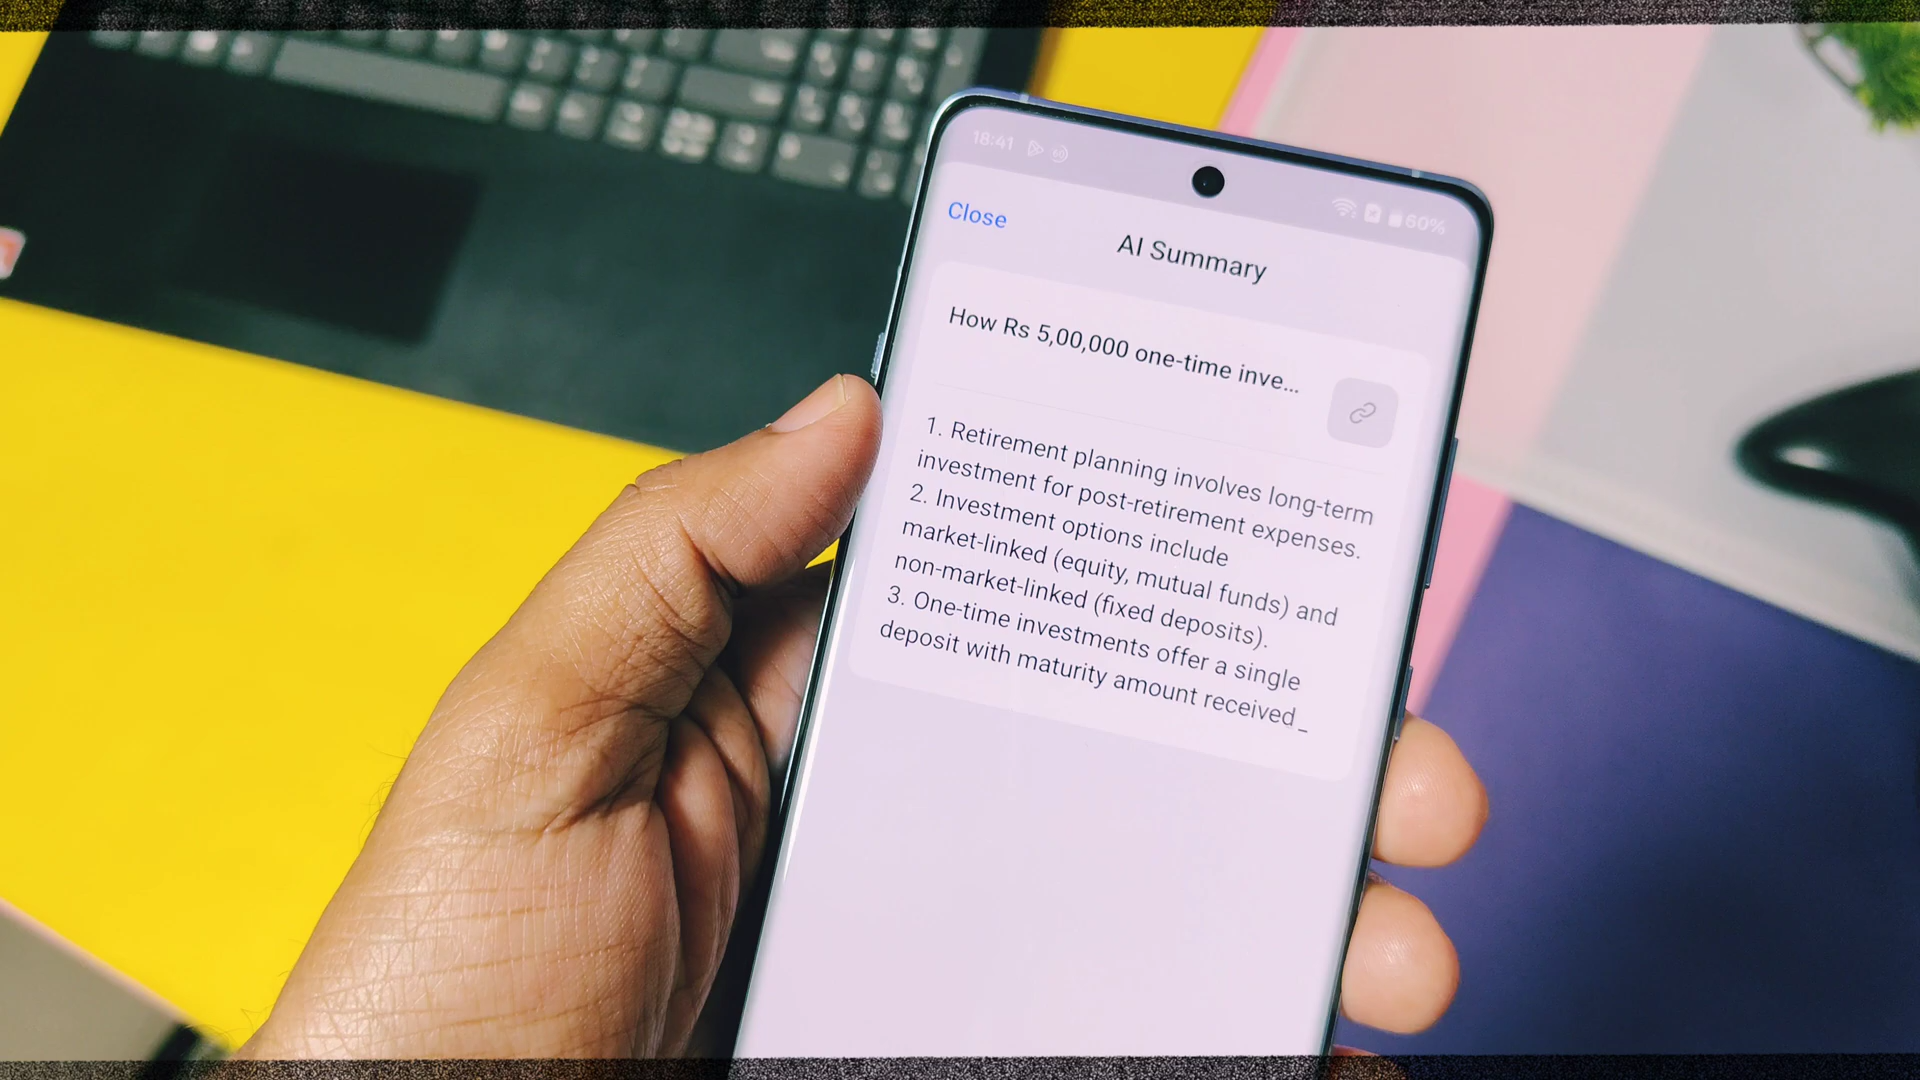 18:41
60%
Close
AI Summary
How Rs 5,00,000 one-time inve...
1. Retirement planning involves long-term
investment for post-retirement expenses.
2. Investment options include
market-linked (equity, mutual funds) and
non-market-linked (fixed deposits).
3. One-time investments offer a single
deposit with maturity amount received_